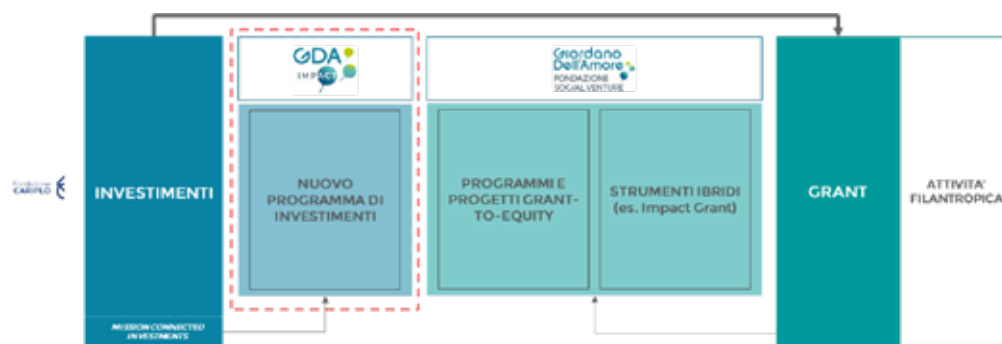 Fondazione
CARIPLO
INVESTIMENTI
MISSION CONNECTED
INVESTMENTS
GDA
IMPACT
NUOVO
PROGRAMMA DI
INVESTIMENTI
Giordano
Dell'Amore
FONDAZIONE
SOCIAL VENTURE
PROGRAMMI E
PROGETTI GRANT-
TO-EQUITY
STRUMENTI IBRIDI
(es. Impact Grant)
GRANT
ATTIVITA'
FILANTROPICA